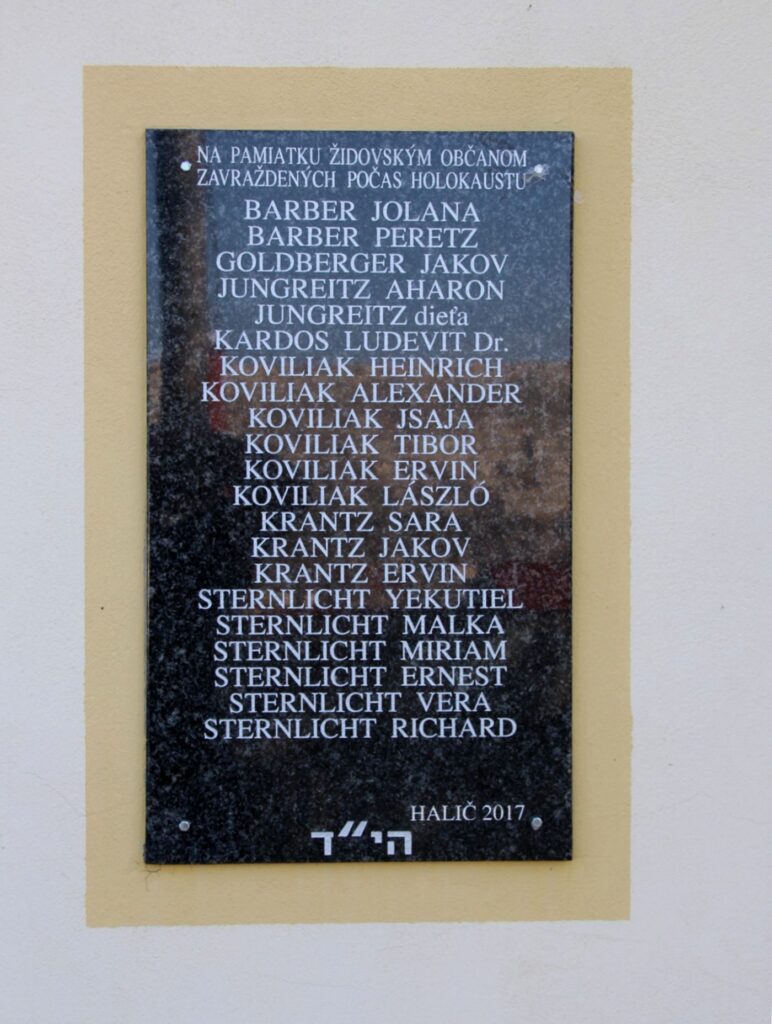 NA PAMIATKU ŽIDOVSKÝM OBČANOM
ZAVRAŽDENÝCH POČAS HOLOKAUSTU
BARBER JOLANA
BARBER PERETZ
GOLDBERGER JAKOV
JUNGREITZ AHARON
JUNGREITZ dieťa
KARDOS LUDEVIT Dr.
KOVILIAK HEINRICH
KOVILIAK ALEXANDER
KOVILIAK JSAJA
KOVILIAK TIBOR
KOVILIAK ERVIN
KOVILIAK LÁSZLÓ
KRANTZ SARA
KRANTZ JAKOV
KRANTZ ERVIN
STERNLICHT YEKUTIEL
STERNLICHT MALKA
STERNLICHT MIRIAM
STERNLICHT ERNEST
STERNLICHT VERA
STERNLICHT RICHARD
HALIČ 2017
הי״ד